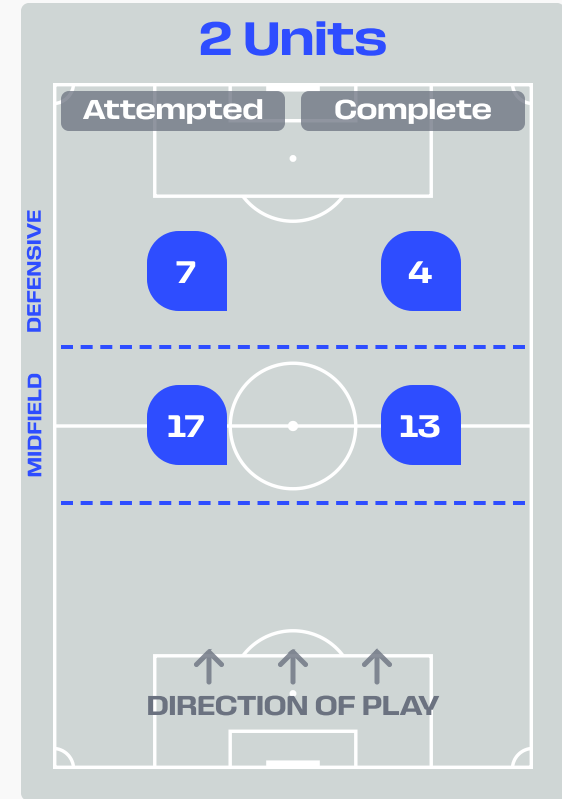 2 Units
Attempted Complete
DEFENSIVE
7 4
MIDFIELD
17 13
DIRECTION OF PLAY